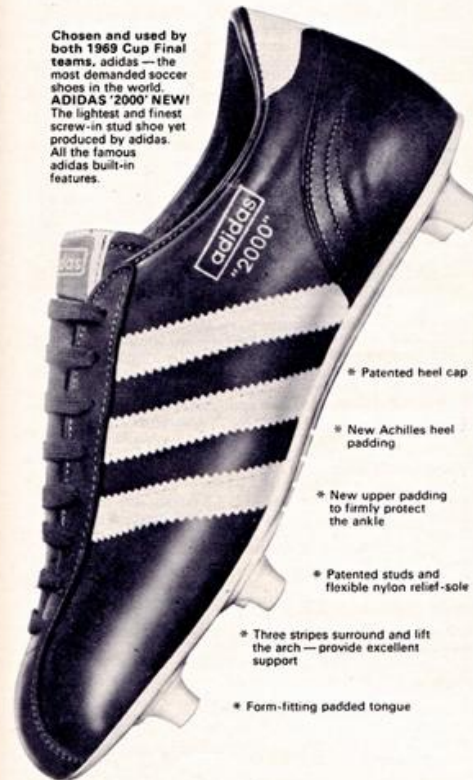 Chosen and used by
both 1969 Cup Final
teams. adidas — the
most demanded soccer
shoes in the world.
ADIDAS '2000' NEW!
The lightest and finest
screw-in stud shoe yet
produced by adidas.
All the famous
adidas built-in
features.
adidas
"2000"
das
* Patented heel cap
* New Achilles heel
padding
* New upper padding
to firmly protect
the ankle
* Patented studs and
flexible nylon relief-sole
* Three stripes surround and lift
the arch — provide excellent
support
* Form-fitting padded tongue